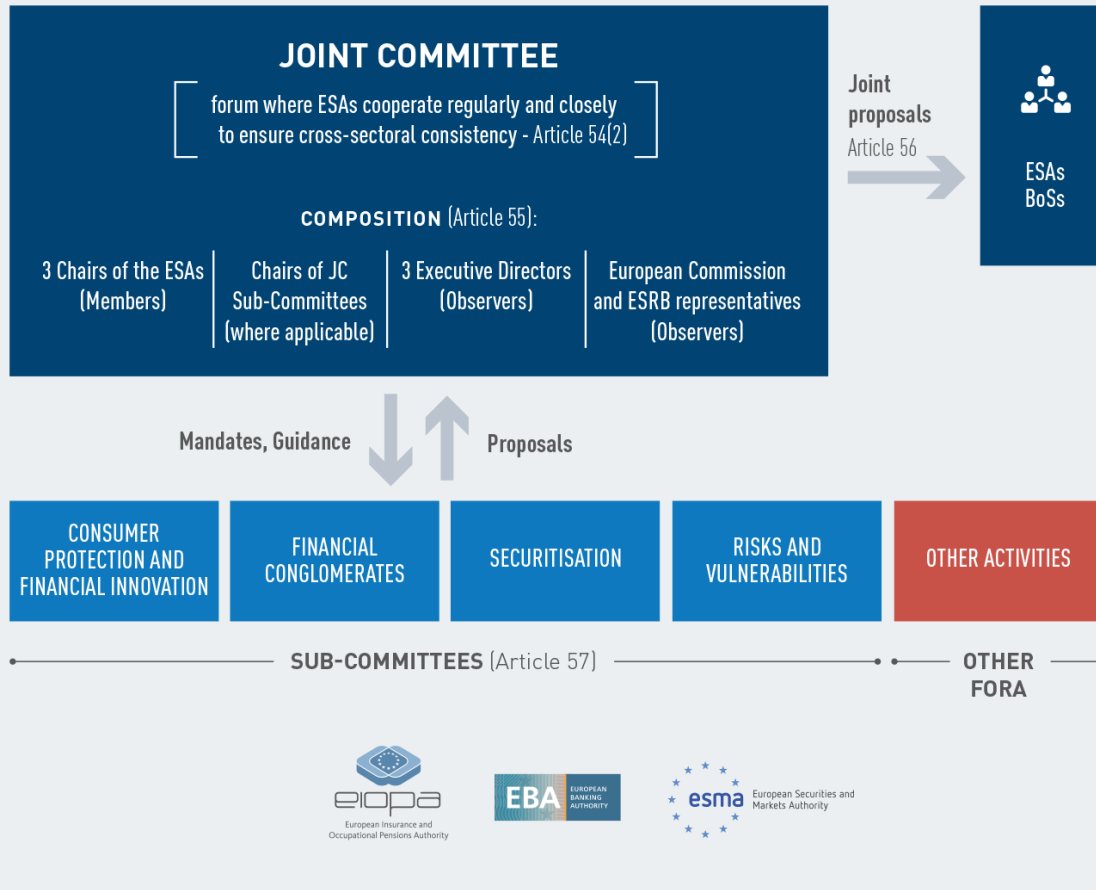 JOINT COMMITTEE
forum where ESAs cooperate regularly and closely
to ensure cross-sectoral consistency - Article 54(2)
COMPOSITION (Article 55):
3 Chairs of the ESAs
(Members)
Chairs of JC
Sub-Committees
(where applicable)
3 Executive Directors
(Observers)
European Commission
and ESRB representatives
(Observers)
Joint
proposals
Article 56
ESAs
BoSs
Mandates, Guidance
Proposals
CONSUMER
PROTECTION AND
FINANCIAL INNOVATION
FINANCIAL
CONGLOMERATES
SECURITISATION
RISKS AND
VULNERABILITIES
OTHER ACTIVITIES
SUB-COMMITTEES (Article 57)
OTHER
FORA
eiopa
European Insurance and
Occupational Pensions Authority
EBA
EUROPEAN
BANKING
AUTHORITY
esma
European Securities and
Markets Authority